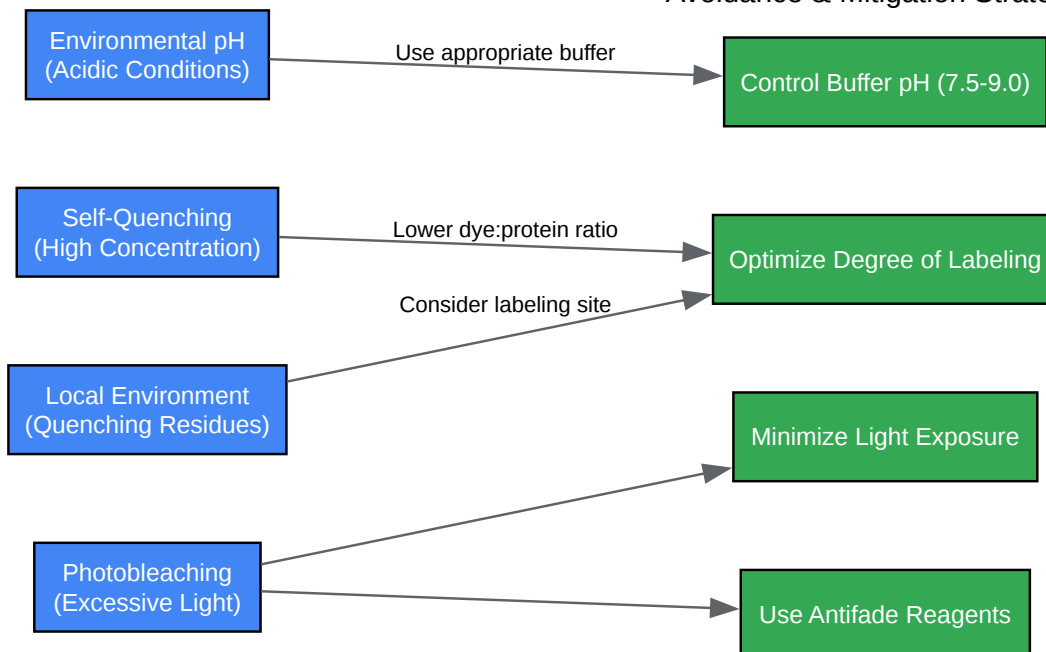 Environmental pH
(Acidic Conditions)
Use appropriate buffer
Control Buffer pH (7.5-9.0)
Self-Quenching
(High Concentration)
Lower dye:protein ratio
Optimize Degree of Labeling
Consider labeling site
Local Environment
(Quenching Residues)
Minimize Light Exposure
Photobleaching
(Excessive Light)
Use Antifade Reagents